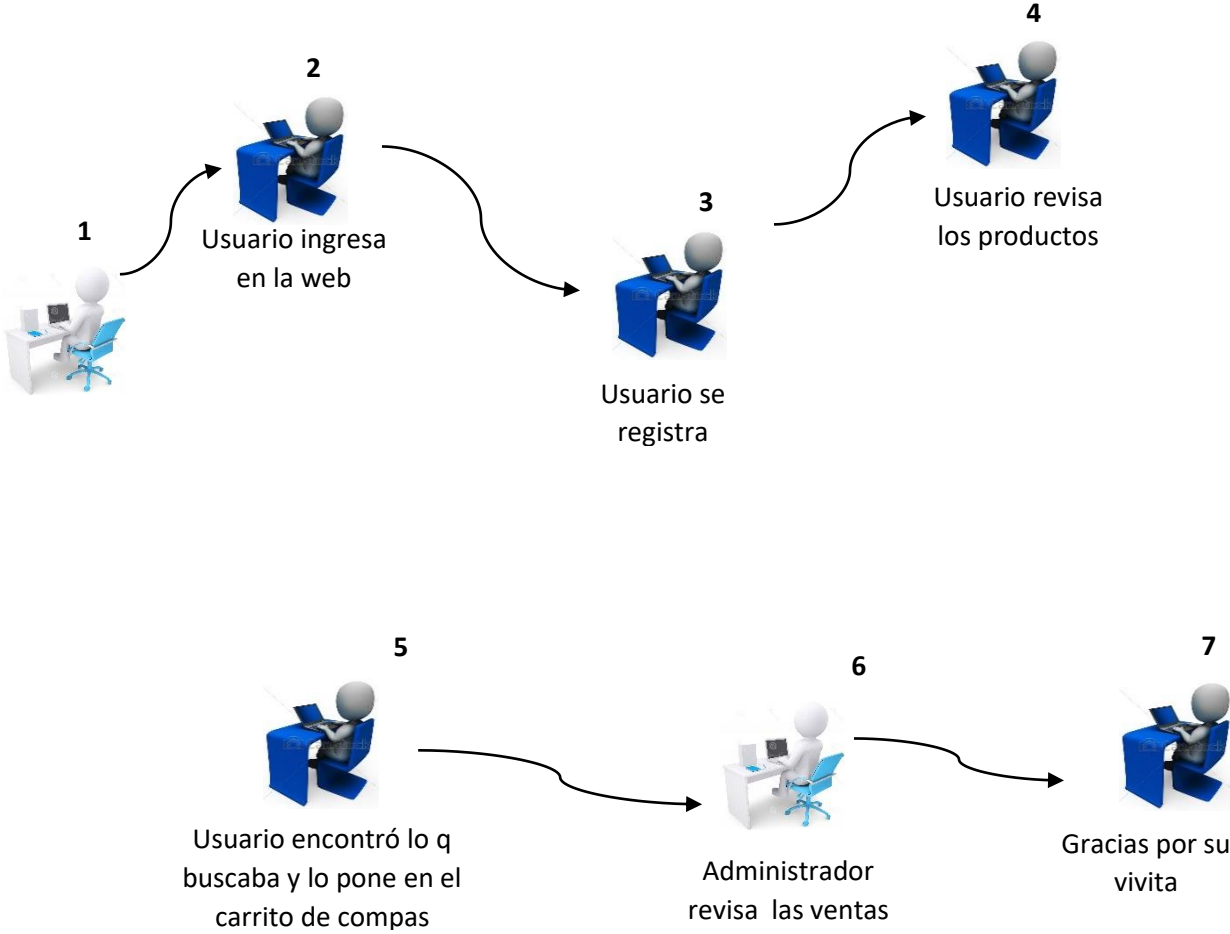 1
2
Usuario ingresa
en la web
3
Usuario se
registra
4
Usuario revisa
los productos
5
Usuario encontró lo q
buscaba y lo pone en el
carrito de compas
6
Administrador
revisa las ventas
7
Gracias por su
vivita